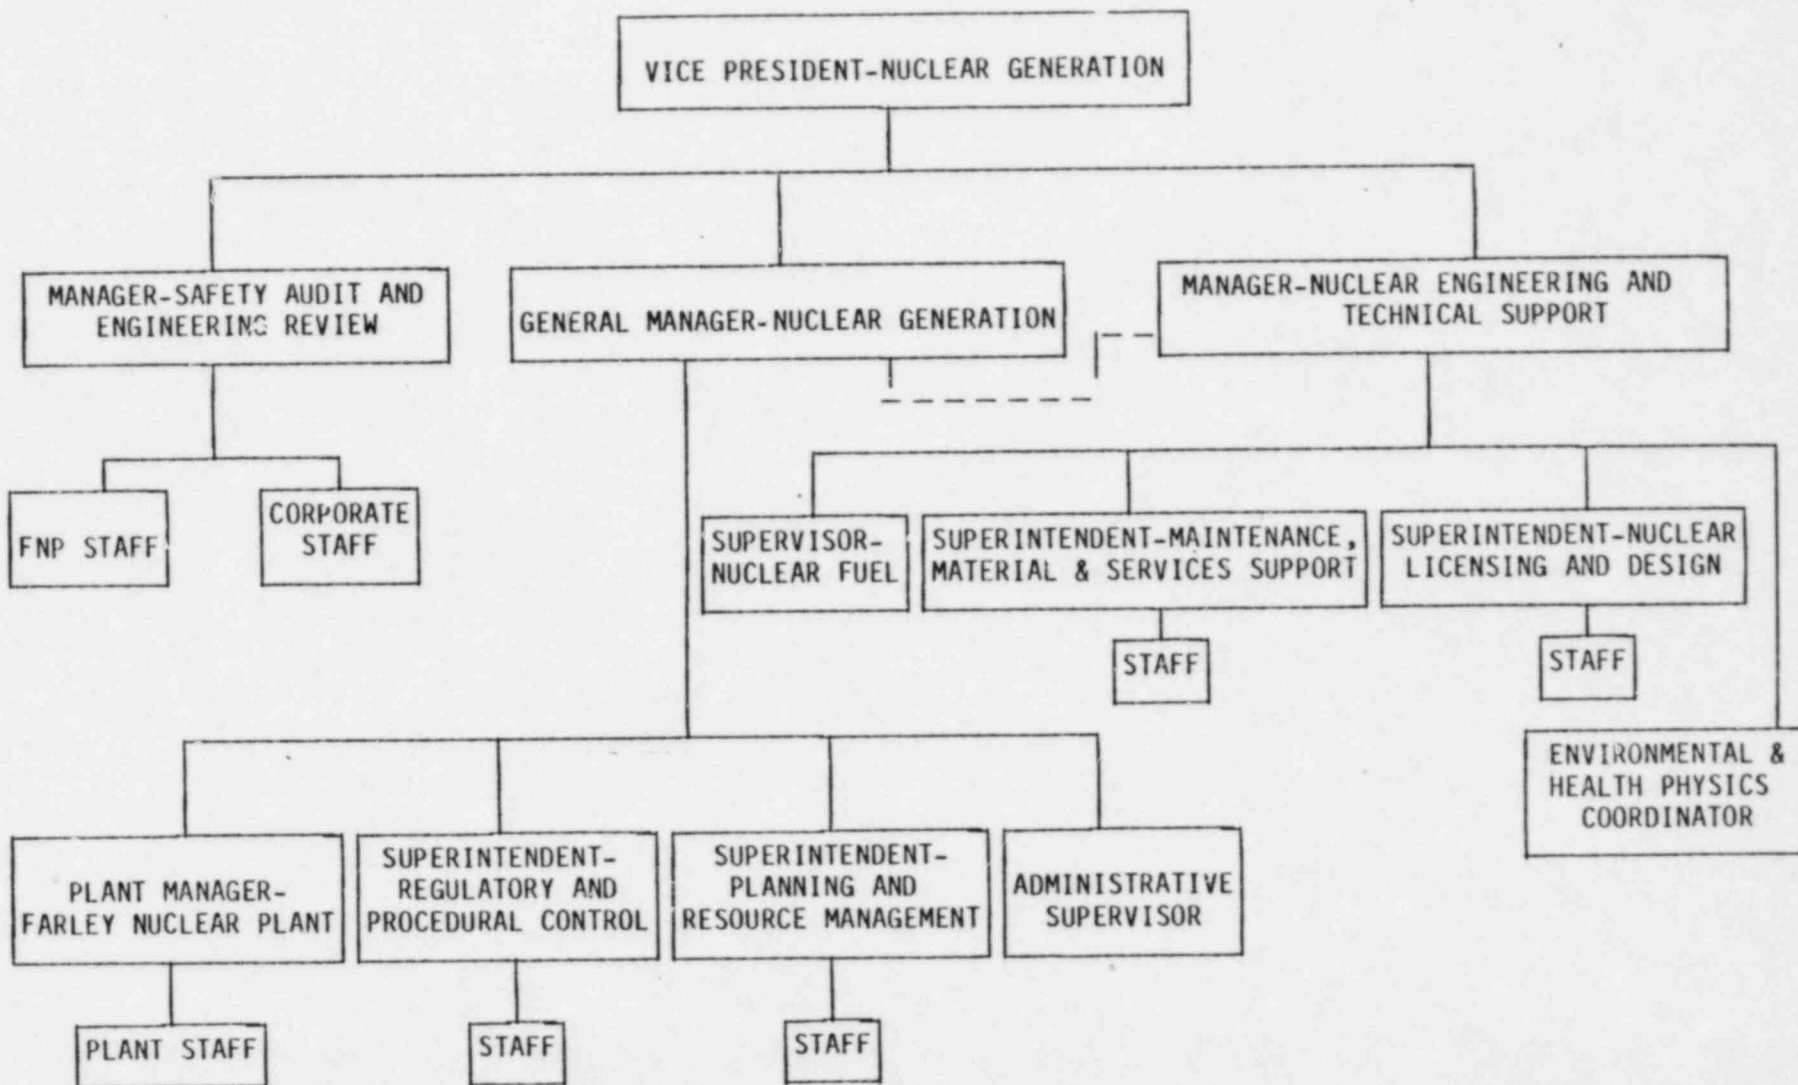 VICE PRESIDENT-NUCLEAR GENERATION
MANAGER-SAFETY AUDIT AND
ENGINEERING REVIEW
GENERAL MANAGER-NUCLEAR GENERATION
MANAGER-NUCLEAR ENGINEERING AND
TECHNICAL SUPPORT
FNP STAFF
CORPORATE
STAFF
SUPERVISOR-
NUCLEAR FUEL
SUPERINTENDENT-MAINTENANCE,
MATERIAL & SERVICES SUPPORT
SUPERINTENDENT-NUCLEAR
LICENSING AND DESIGN
STAFF
STAFF
ENVIRONMENTAL &
HEALTH PHYSICS
COORDINATOR
PLANT MANAGER-
FARLEY NUCLEAR PLANT
SUPERINTENDENT-
REGULATORY AND
PROCEDURAL CONTROL
SUPERINTENDENT-
PLANNING AND
RESOURCE MANAGEMENT
ADMINISTRATIVE
SUPERVISOR
PLANT STAFF
STAFF
STAFF